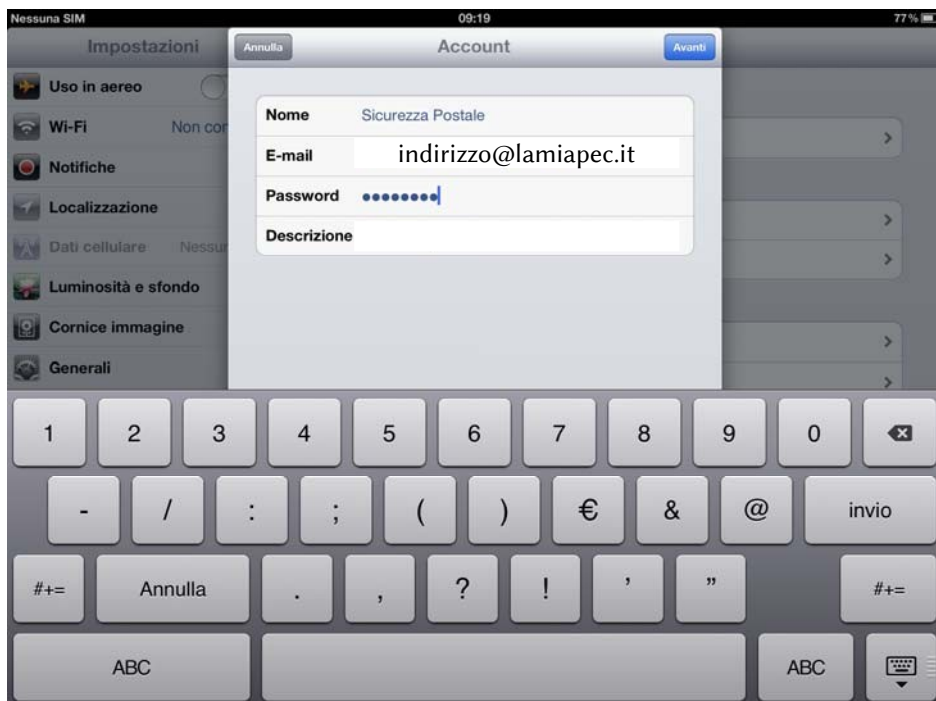 Nessuna SIM 09:19 77%
Impostazioni Annulla Account Avanti
Uso in aereo
Nome Sicurezza Postale
Wi-Fi Non con
E-mail indirizzo@lamiapec.it
Notifiche
Password ••••••••
Localizzazione
Descrizione
Dati cellulare Nessun
Luminosità e sfondo
Cornice immagine
Generali
1 2 3 4 5 6 7 8 9 0
- / : ; ( ) € & @ invio
#+= Annulla . , ? ! ' " #+=
ABC ABC